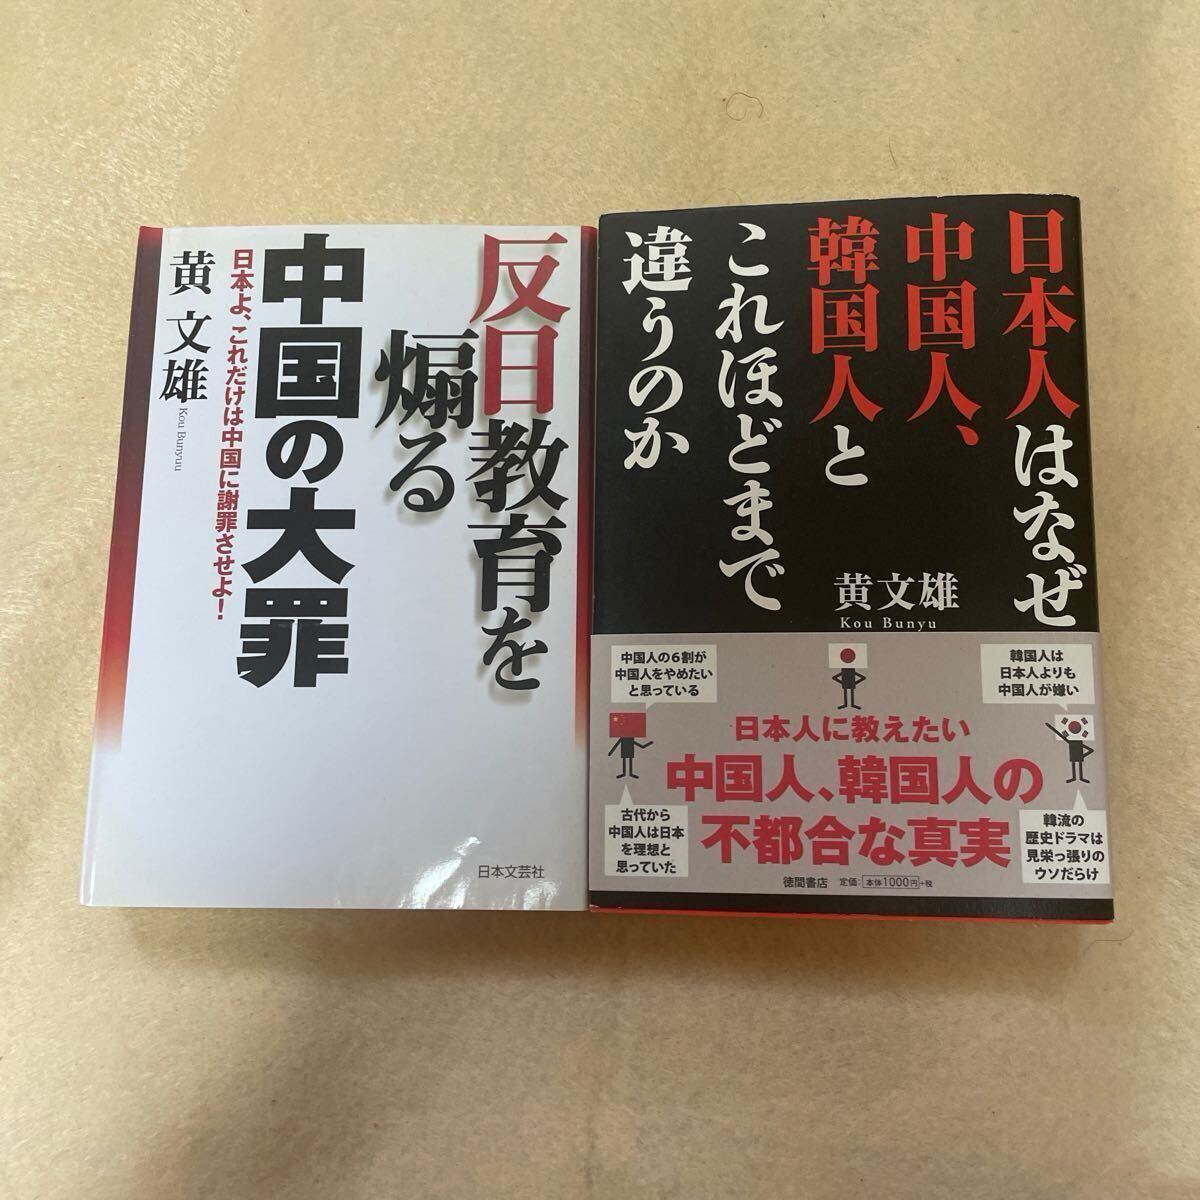 反日教育を
煽る
中国の大罪
日本よ、これだけは中国に謝罪させよ!
黄 文雄
Kou Bunyuu
日本文芸社
日本人はなぜ
中国人、
韓国人と
これほどまで
違うのか
黄文雄
Kou Bunyu
中国人の6割が
中国人をやめたい
と思っている
韓国人は
日本人よりも
中国人が嫌い
日本人に教えたい
中国人、韓国人の
不都合な真実
古代から
中国人は日本
を理想と
思っていた
韓流の
歴史ドラマは
見栄っ張りの
ウソだらけ
徳間書店 定価:本体1000円+税